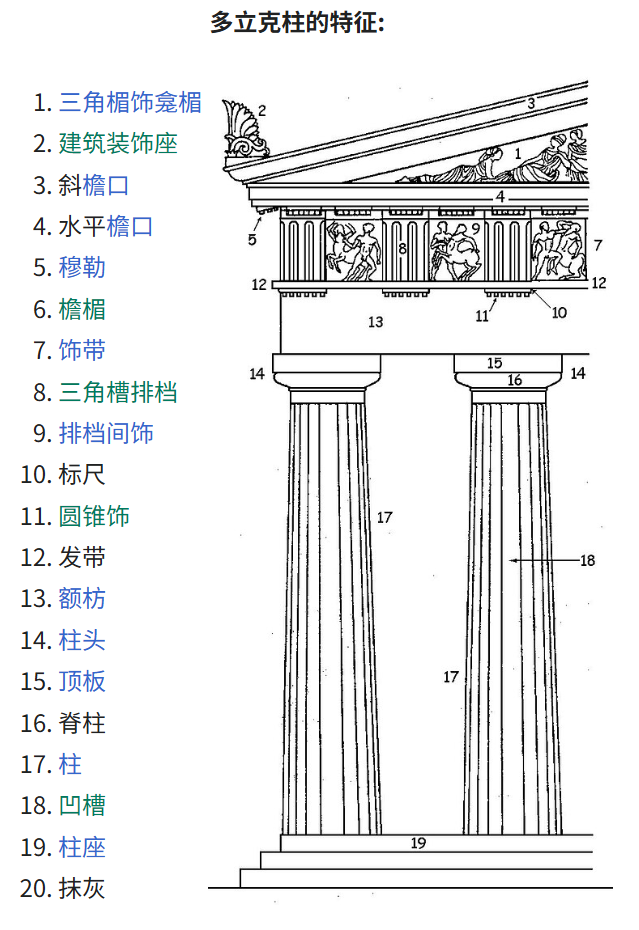 多立克柱的特征:
1. 三角楣饰龛楣
2. 建筑装饰座
3. 斜檐口
4. 水平檐口
5. 穆勒
6. 檐楣
7. 饰带
8. 三角槽排档
9. 排档间饰
10. 标尺
11. 圆锥饰
12. 发带
13. 额枋
14. 柱头
15. 顶板
16. 脊柱
17. 柱
18. 凹槽
19. 柱座
20. 抹灰
2
3
1
4
5
8
9
7
12
12
10
11
13
15
14
16
14
17
18
17
19